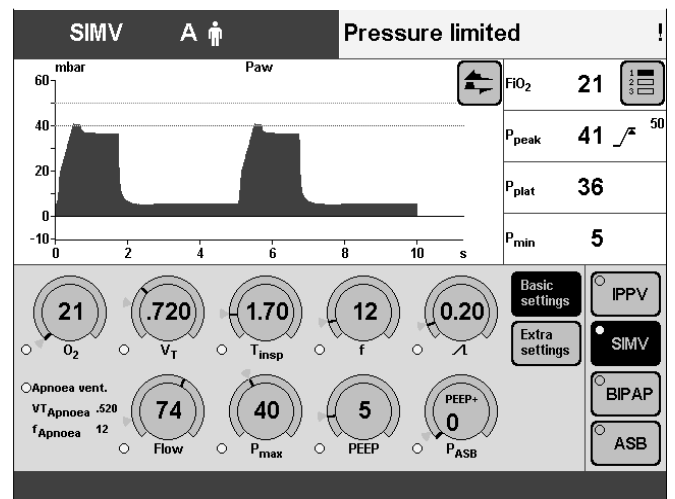 SIMV A Pressure limited !
mbar Paw
60
40
20
0
-10
0 2 4 6 8 10 s
FiO2 21 1 2 3
Ppeak 41 50
Pplat 36
Pmin 5
21 .720 1.70 12 0.20
O2 VT Tinsp f
Basic settings
Extra settings
IPPV
SIMV
BIPAP
ASB
Apnoea vent.
VTApnoea .520
fApnoea 12
74 40 5 PEEP+ 0
Flow Pmax PEEP PASB